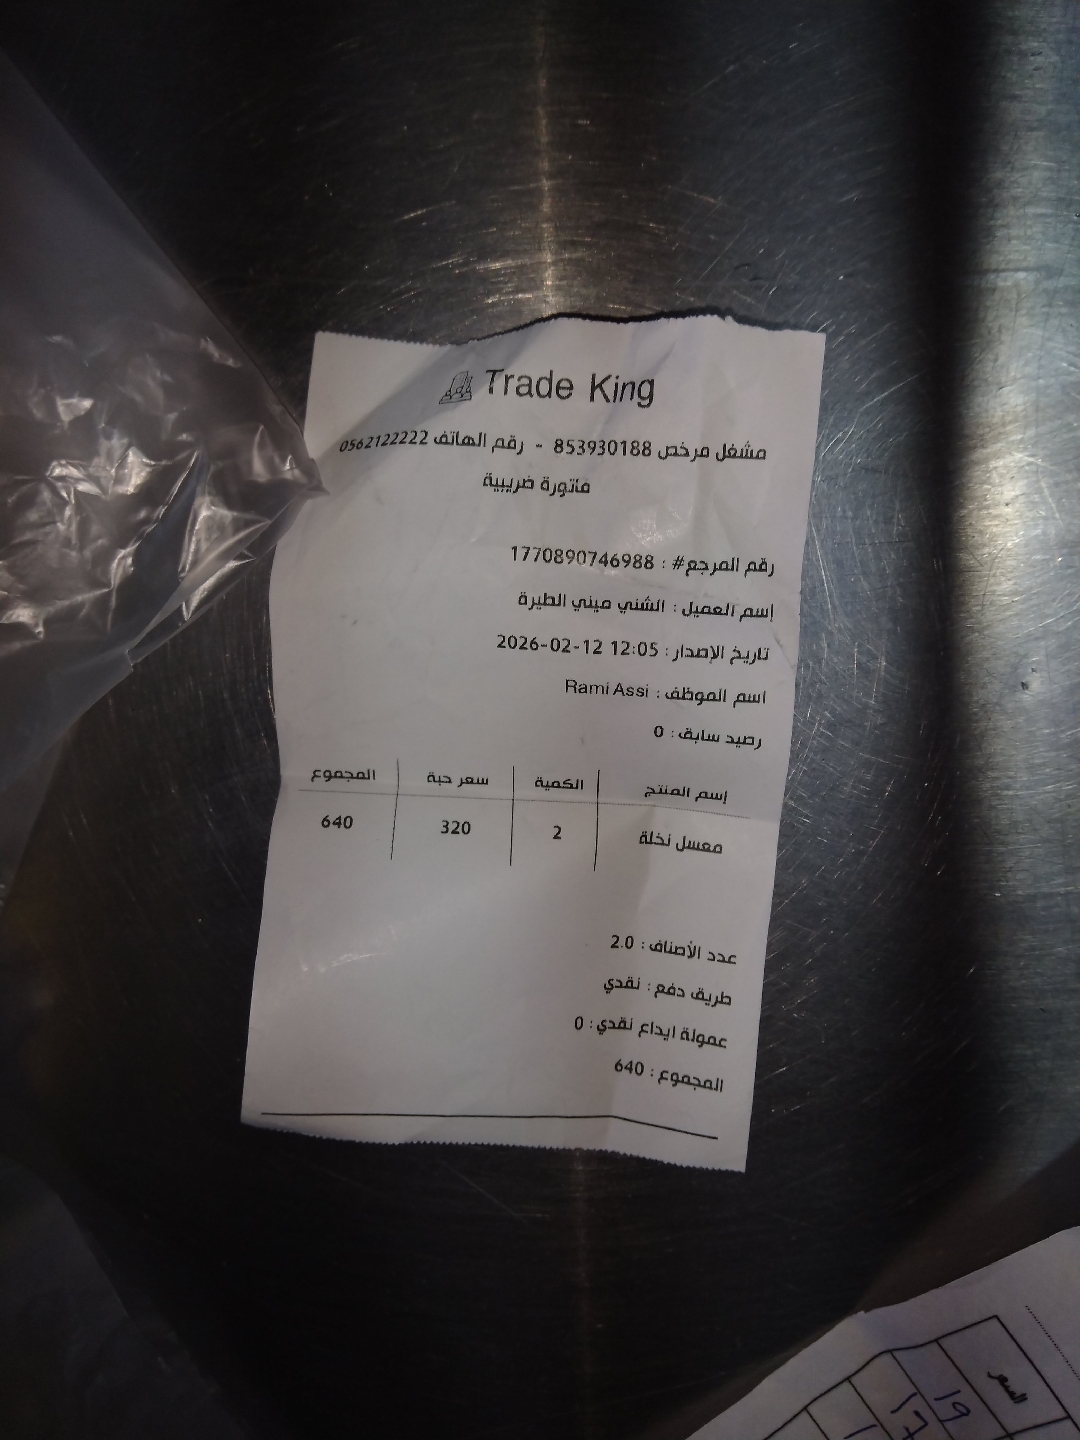 Trade King
مشغل مرخص 853930188 - رقم الهاتف 0562122222
فاتورة ضريبية
رقم المرجع# : 1770890746988
إسم العميل : الشني ميني الطيرة
تاريخ الإصدار : 2026-02-12 12:05
اسم الموظف : Rami Assi
رصيد سابق : 0
إسم المنتج الكمية سعر حبة المجموع
معسل نخلة 2 320 640
عدد الأصناف : 2.0
طريق دفع : نقدي
عمولة ايداع نقدي : 0
المجموع : 640
السعر
١٩